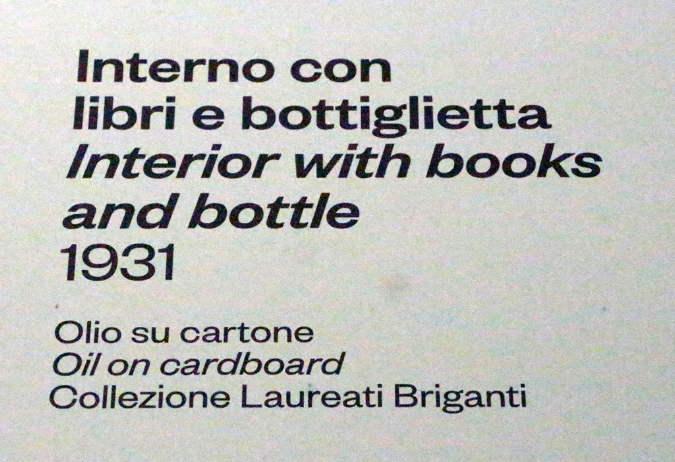 Interno con
libri e bottiglietta
Interior with books
and bottle
1931
Olio su cartone
Oil on cardboard
Collezione Laureati Briganti